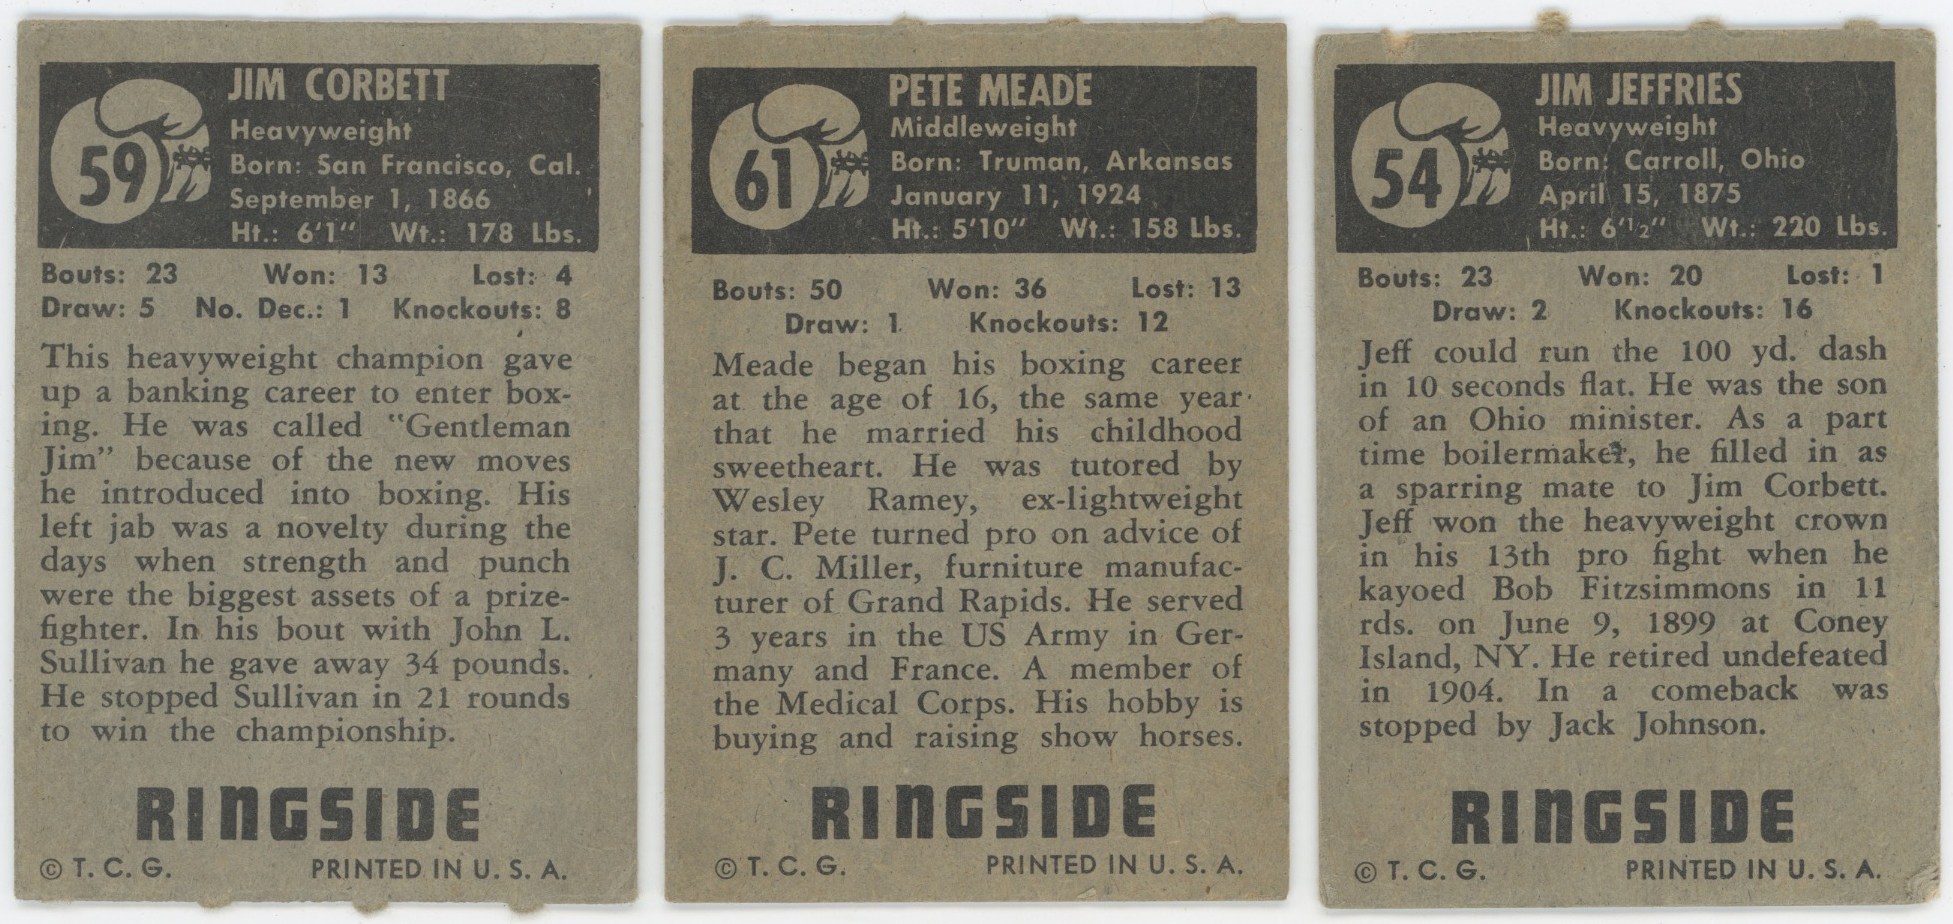 JIM CORBETT
59
Heavyweight
Born: San Francisco, Cal.
September 1, 1866
Ht.: 6'1" Wt.: 178 Lbs.
Bouts: 23 Won: 13 Lost: 4
Draw: 5 No. Dec.: 1 Knockouts: 8
This heavyweight champion gave
up a banking career to enter box-
ing. He was called "Gentleman
Jim" because of the new moves
he introduced into boxing. His
left jab was a novelty during the
days when strength and punch
were the biggest assets of a prize-
fighter. In his bout with John L.
Sullivan he gave away 34 pounds.
He stopped Sullivan in 21 rounds
to win the championship.
RINGSIDE
© T. C. G. PRINTED IN U. S. A.
PETE MEADE
61
Middleweight
Born: Truman, Arkansas
January 11, 1924
Ht.: 5'10" Wt.: 158 Lbs.
Bouts: 50 Won: 36 Lost: 13
Draw: 1 Knockouts: 12
Meade began his boxing career
at the age of 16, the same year
that he married his childhood
sweetheart. He was tutored by
Wesley Ramey, ex-lightweight
star. Pete turned pro on advice of
J. C. Miller, furniture manufac-
turer of Grand Rapids. He served
3 years in the US Army in Ger-
many and France. A member of
the Medical Corps. His hobby is
buying and raising show horses.
RINGSIDE
© T. C. G. PRINTED IN U. S. A.
JIM JEFFRIES
54
Heavyweight
Born: Carroll, Ohio
April 15, 1875
Ht.: 6'½" Wt.: 220 Lbs.
Bouts: 23 Won: 20 Lost: 1
Draw: 2 Knockouts: 16
Jeff could run the 100 yd. dash
in 10 seconds flat. He was the son
of an Ohio minister. As a part
time boilermaker, he filled in as
a sparring mate to Jim Corbett.
Jeff won the heavyweight crown
in his 13th pro fight when he
kayoed Bob Fitzsimmons in 11
rds. on June 9, 1899 at Coney
Island, NY. He retired undefeated
in 1904. In a comeback was
stopped by Jack Johnson.
RINGSIDE
© T. C. G. PRINTED IN U. S. A.